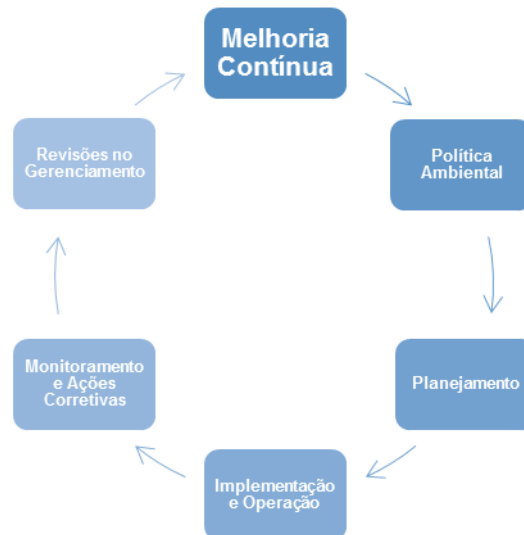 Melhoria
Contínua
Política
Ambiental
Planejamento
Implementação
e Operação
Monitoramento
e Ações
Corretivas
Revisões no
Gerenciamento